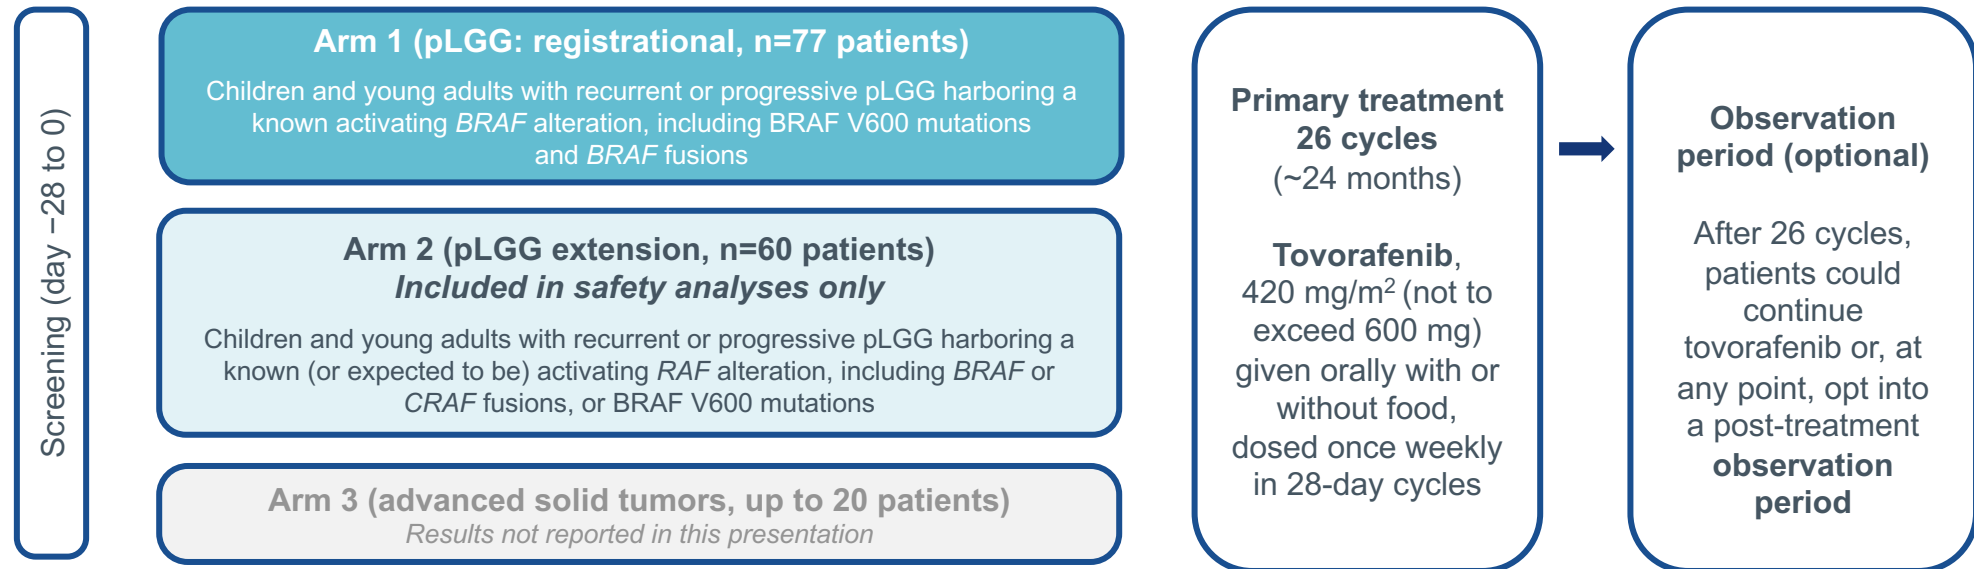 Screening (day −28 to 0)
Arm 1 (pLGG: registrational, n=77 patients)
Children and young adults with recurrent or progressive pLGG harboring a
known activating BRAF alteration, including BRAF V600 mutations
and BRAF fusions
Arm 2 (pLGG extension, n=60 patients)
Included in safety analyses only
Children and young adults with recurrent or progressive pLGG harboring a
known (or expected to be) activating RAF alteration, including BRAF or
CRAF fusions, or BRAF V600 mutations
Arm 3 (advanced solid tumors, up to 20 patients)
Results not reported in this presentation
Primary treatment
26 cycles
(~24 months)
Tovorafenib,
420 mg/m² (not to
exceed 600 mg)
given orally with or
without food,
dosed once weekly
in 28-day cycles
Observation
period (optional)
After 26 cycles,
patients could
continue
tovorafenib or, at
any point, opt into
a post-treatment
observation
period